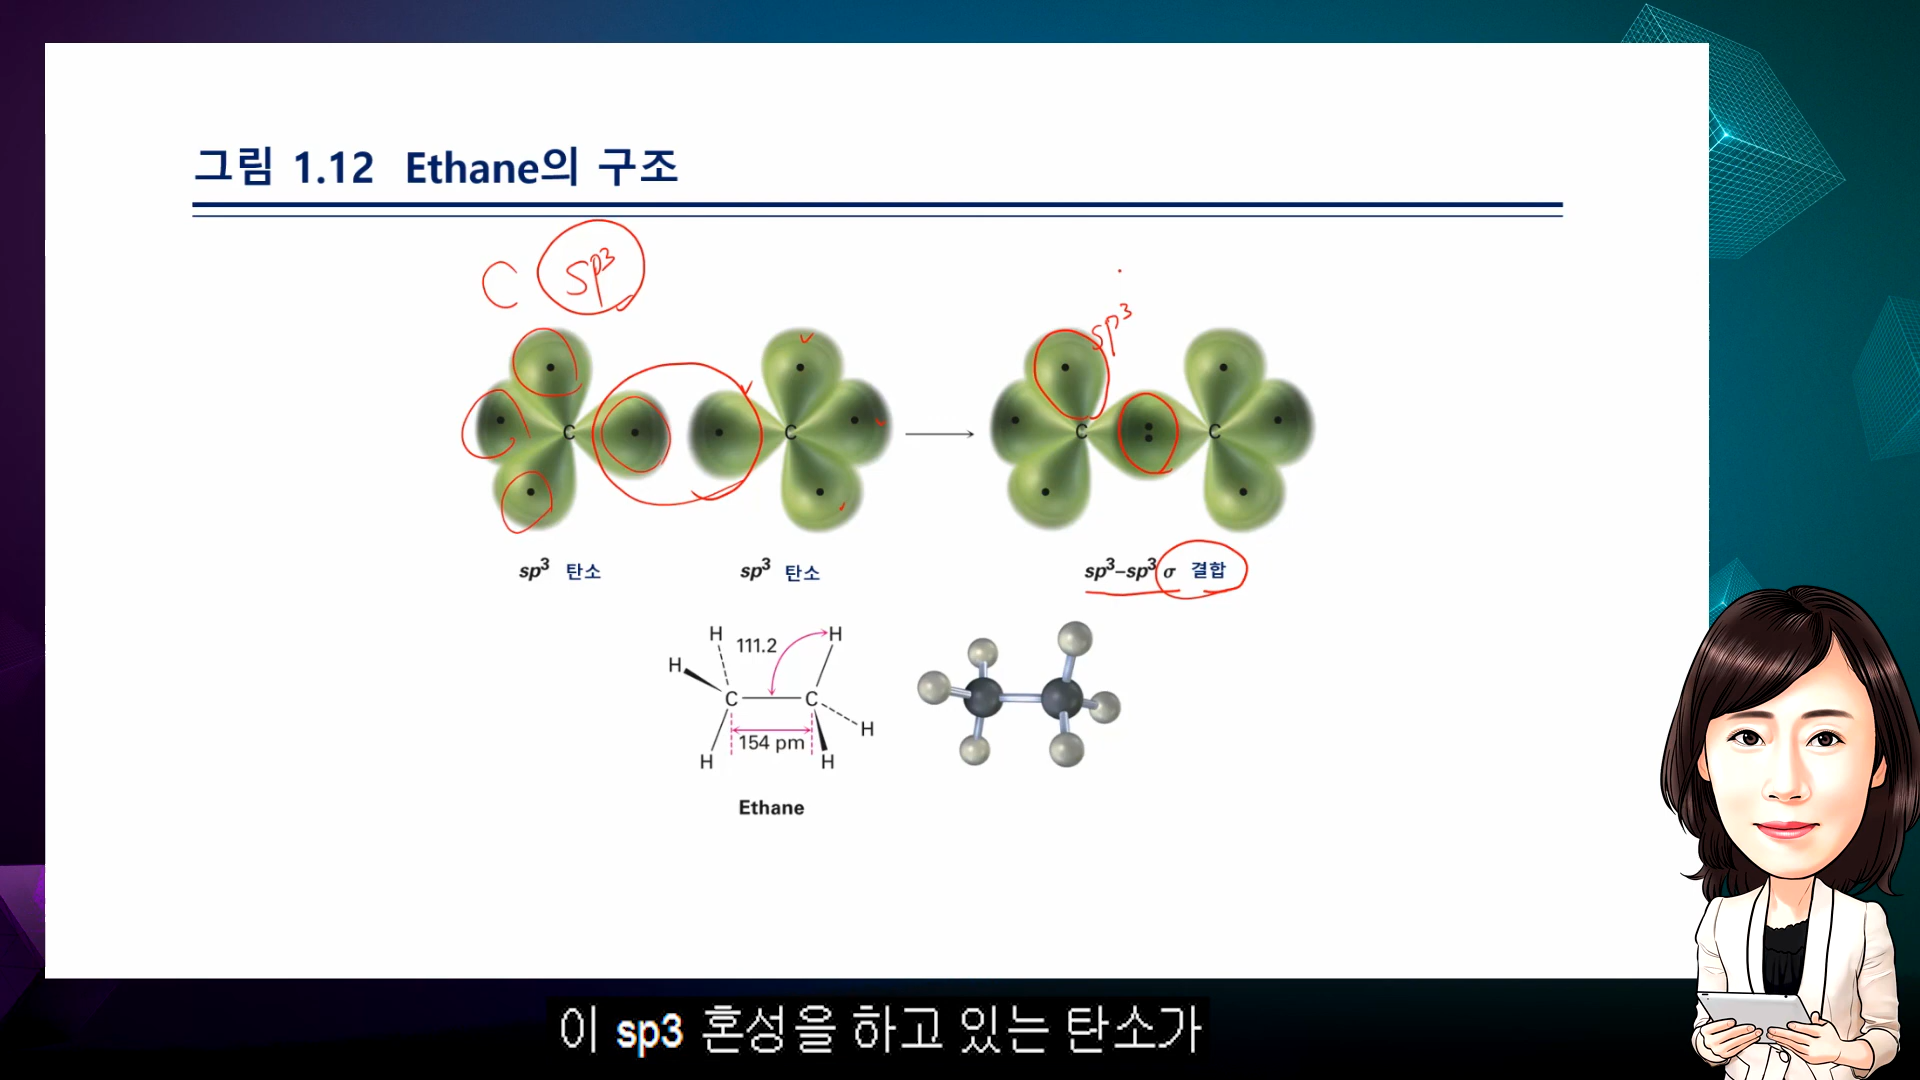 그림 1.12 Ethane의 구조
C sp³
sp³
C C C C
sp³ 탄소 sp³ 탄소 sp³–sp³ σ 결합
H 111.2 H
H
C C
H
154 pm
H H
Ethane
이 sp3 혼성을 하고 있는 탄소가